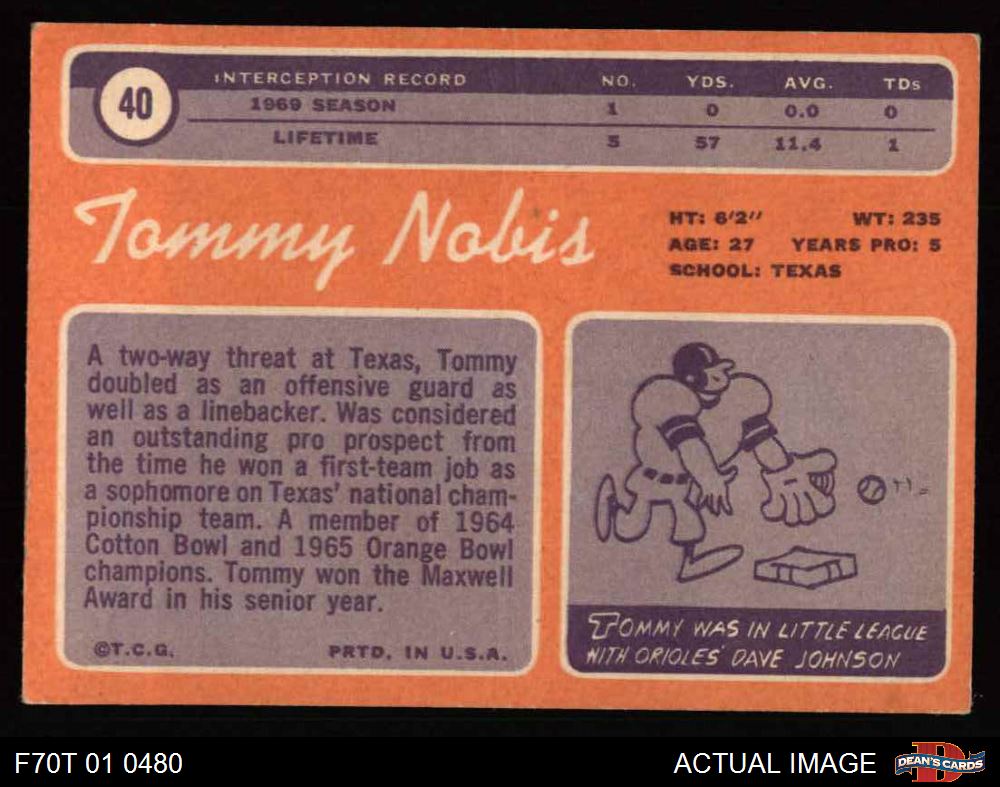 40
INTERCEPTION RECORD NO. YDS. AVG. TDs
1969 SEASON 1 0 0.0 0
LIFETIME 5 57 11.4 1
Tommy Nobis
HT: 6'2" WT: 235
AGE: 27 YEARS PRO: 5
SCHOOL: TEXAS
A two-way threat at Texas, Tommy
doubled as an offensive guard as
well as a linebacker. Was considered
an outstanding pro prospect from
the time he won a first-team job as
a sophomore on Texas' national cham-
pionship team. A member of 1964
Cotton Bowl and 1965 Orange Bowl
champions. Tommy won the Maxwell
Award in his senior year.
©T.C.G. PRTD. IN U.S.A.
TOMMY WAS IN LITTLE LEAGUE
WITH ORIOLES' DAVE JOHNSON
F70T 01 0480 ACTUAL IMAGE D DEAN'S CARDS